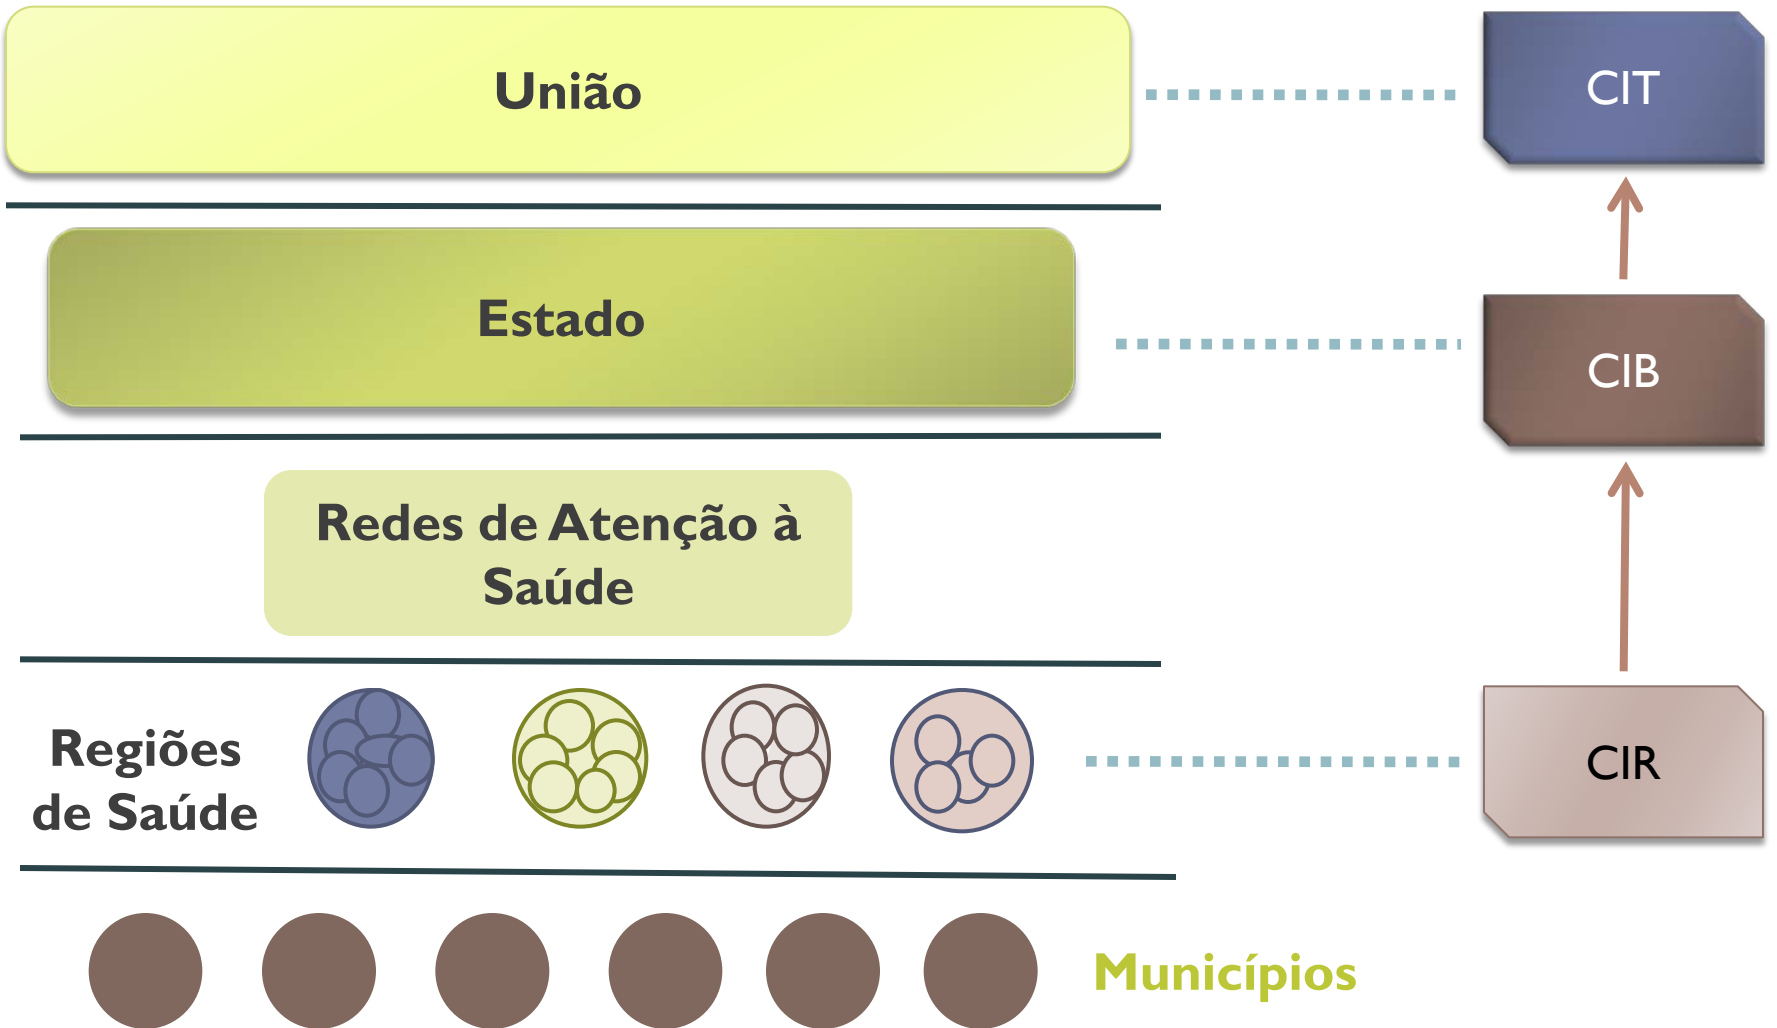 União
CIT
Estado
CIB
Redes de Atenção à
Saúde
Regiões
de Saúde
CIR
Municípios